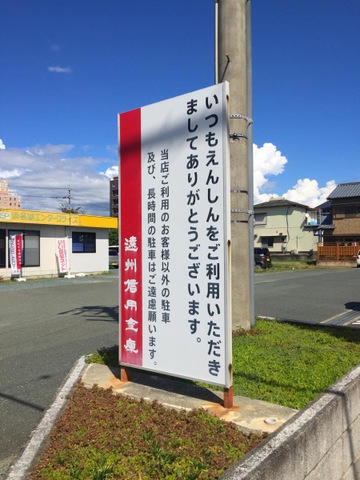 いつもえんしんをご利用いただき
ましてありがとうございます。
当店ご利用のお客様以外の駐車
及び、長時間の駐車はご遠慮願います。
遠州信用金庫